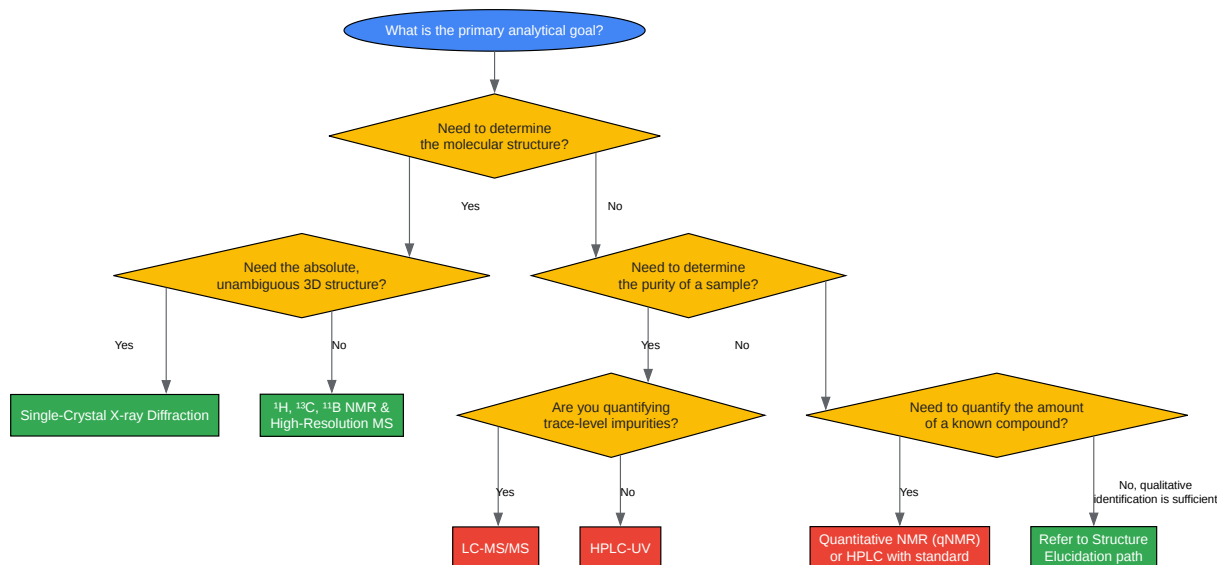 What is the primary analytical goal?
Need to determine
the molecular structure?
Yes
No
Need the absolute,
unambiguous 3D structure?
Need to determine
the purity of a sample?
Yes
No
Yes
No
Single-Crystal X-ray Diffraction
¹H, ¹³C, ¹¹B NMR &
High-Resolution MS
Are you quantifying
trace-level impurities?
Need to quantify the amount
of a known compound?
Yes
No
Yes
No, qualitative
identification is sufficient
LC-MS/MS
HPLC-UV
Quantitative NMR (qNMR)
or HPLC with standard
Refer to Structure
Elucidation path